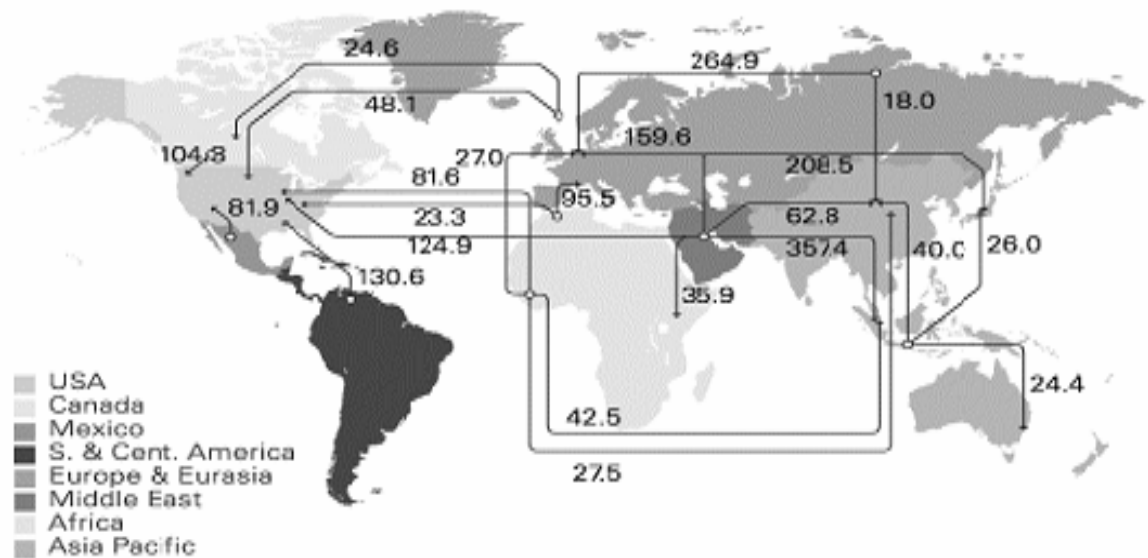 24.6
264.9
48.1
18.0
159.6
104.3
27.0
208.5
81.6
95.5
81.9
23.3
62.8
124.9
357.4
40.0
26.0
130.6
35.9
24.4
42.5
27.5
USA
Canada
Mexico
S. & Cent. America
Europe & Eurasia
Middle East
Africa
Asia Pacific